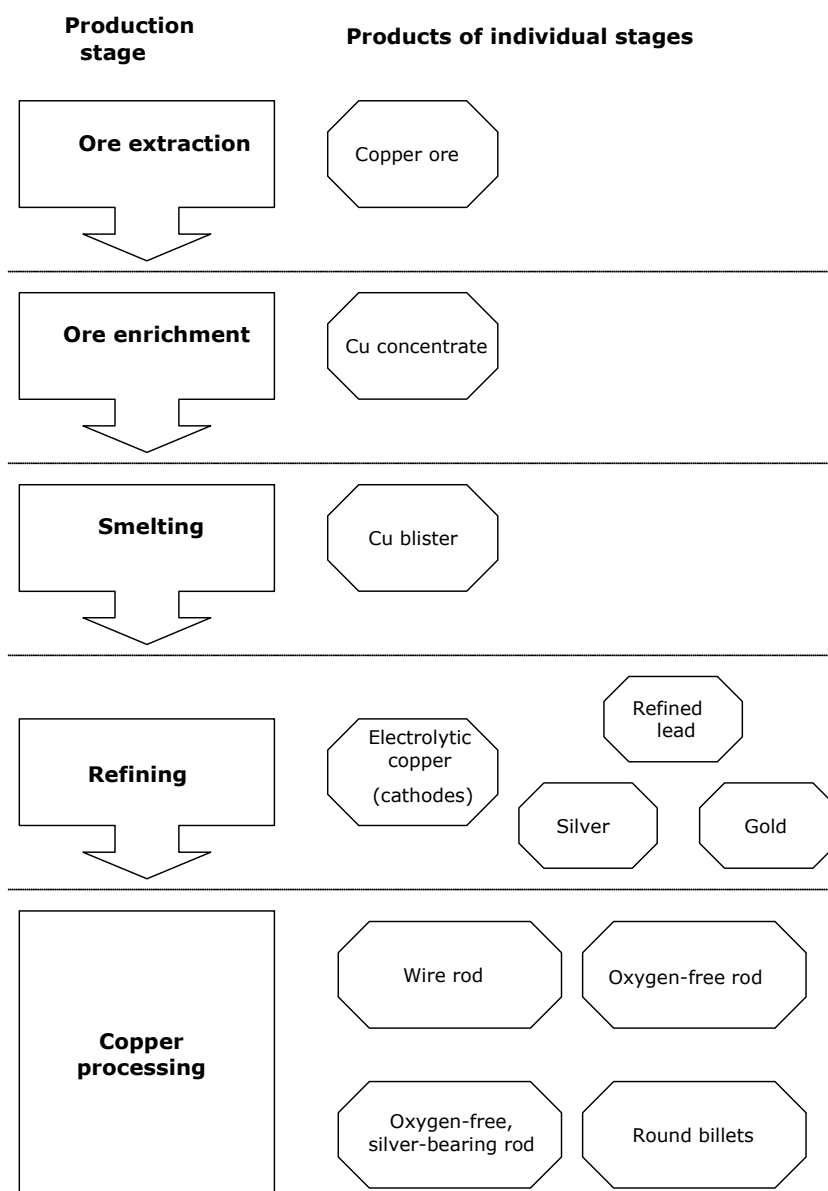 Production
stage
Products of individual stages
Ore extraction
Copper ore
Ore enrichment
Cu concentrate
Smelting
Cu blister
Refining
Electrolytic
copper
(cathodes)
Refined
lead
Silver
Gold
Copper
processing
Wire rod
Oxygen-free rod
Oxygen-free,
silver-bearing rod
Round billets